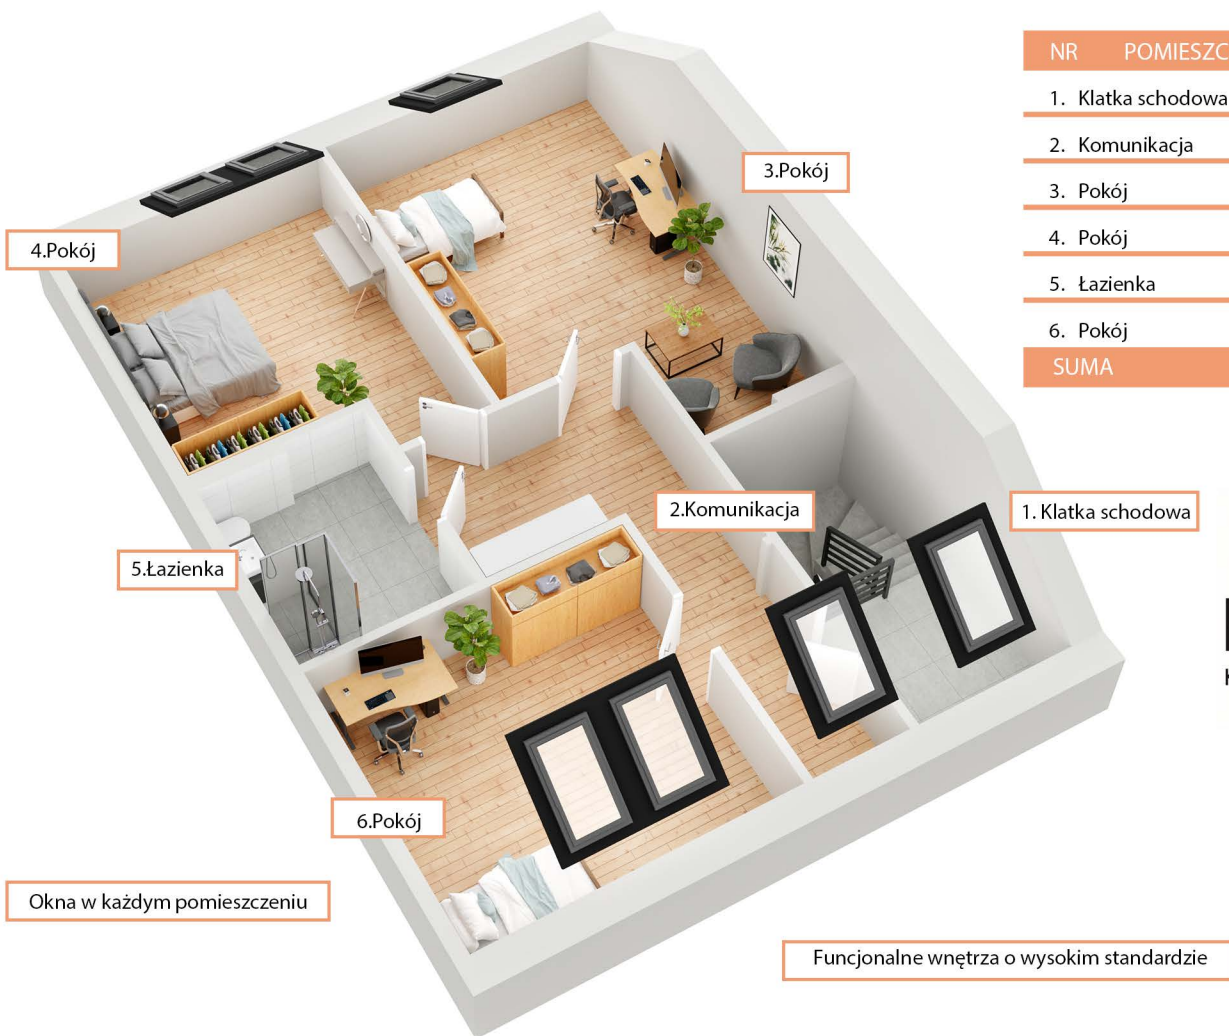 NR POMIESZC
1. Klatka schodowa
2. Komunikacja
3. Pokój
4. Pokój
5. Łazienka
6. Pokój
SUMA
3.Pokój
4.Pokój
2.Komunikacja
1. Klatka schodowa
5.Łazienka
6.Pokój
Okna w każdym pomieszczeniu
Funcjonalne wnętrza o wysokim standardzie